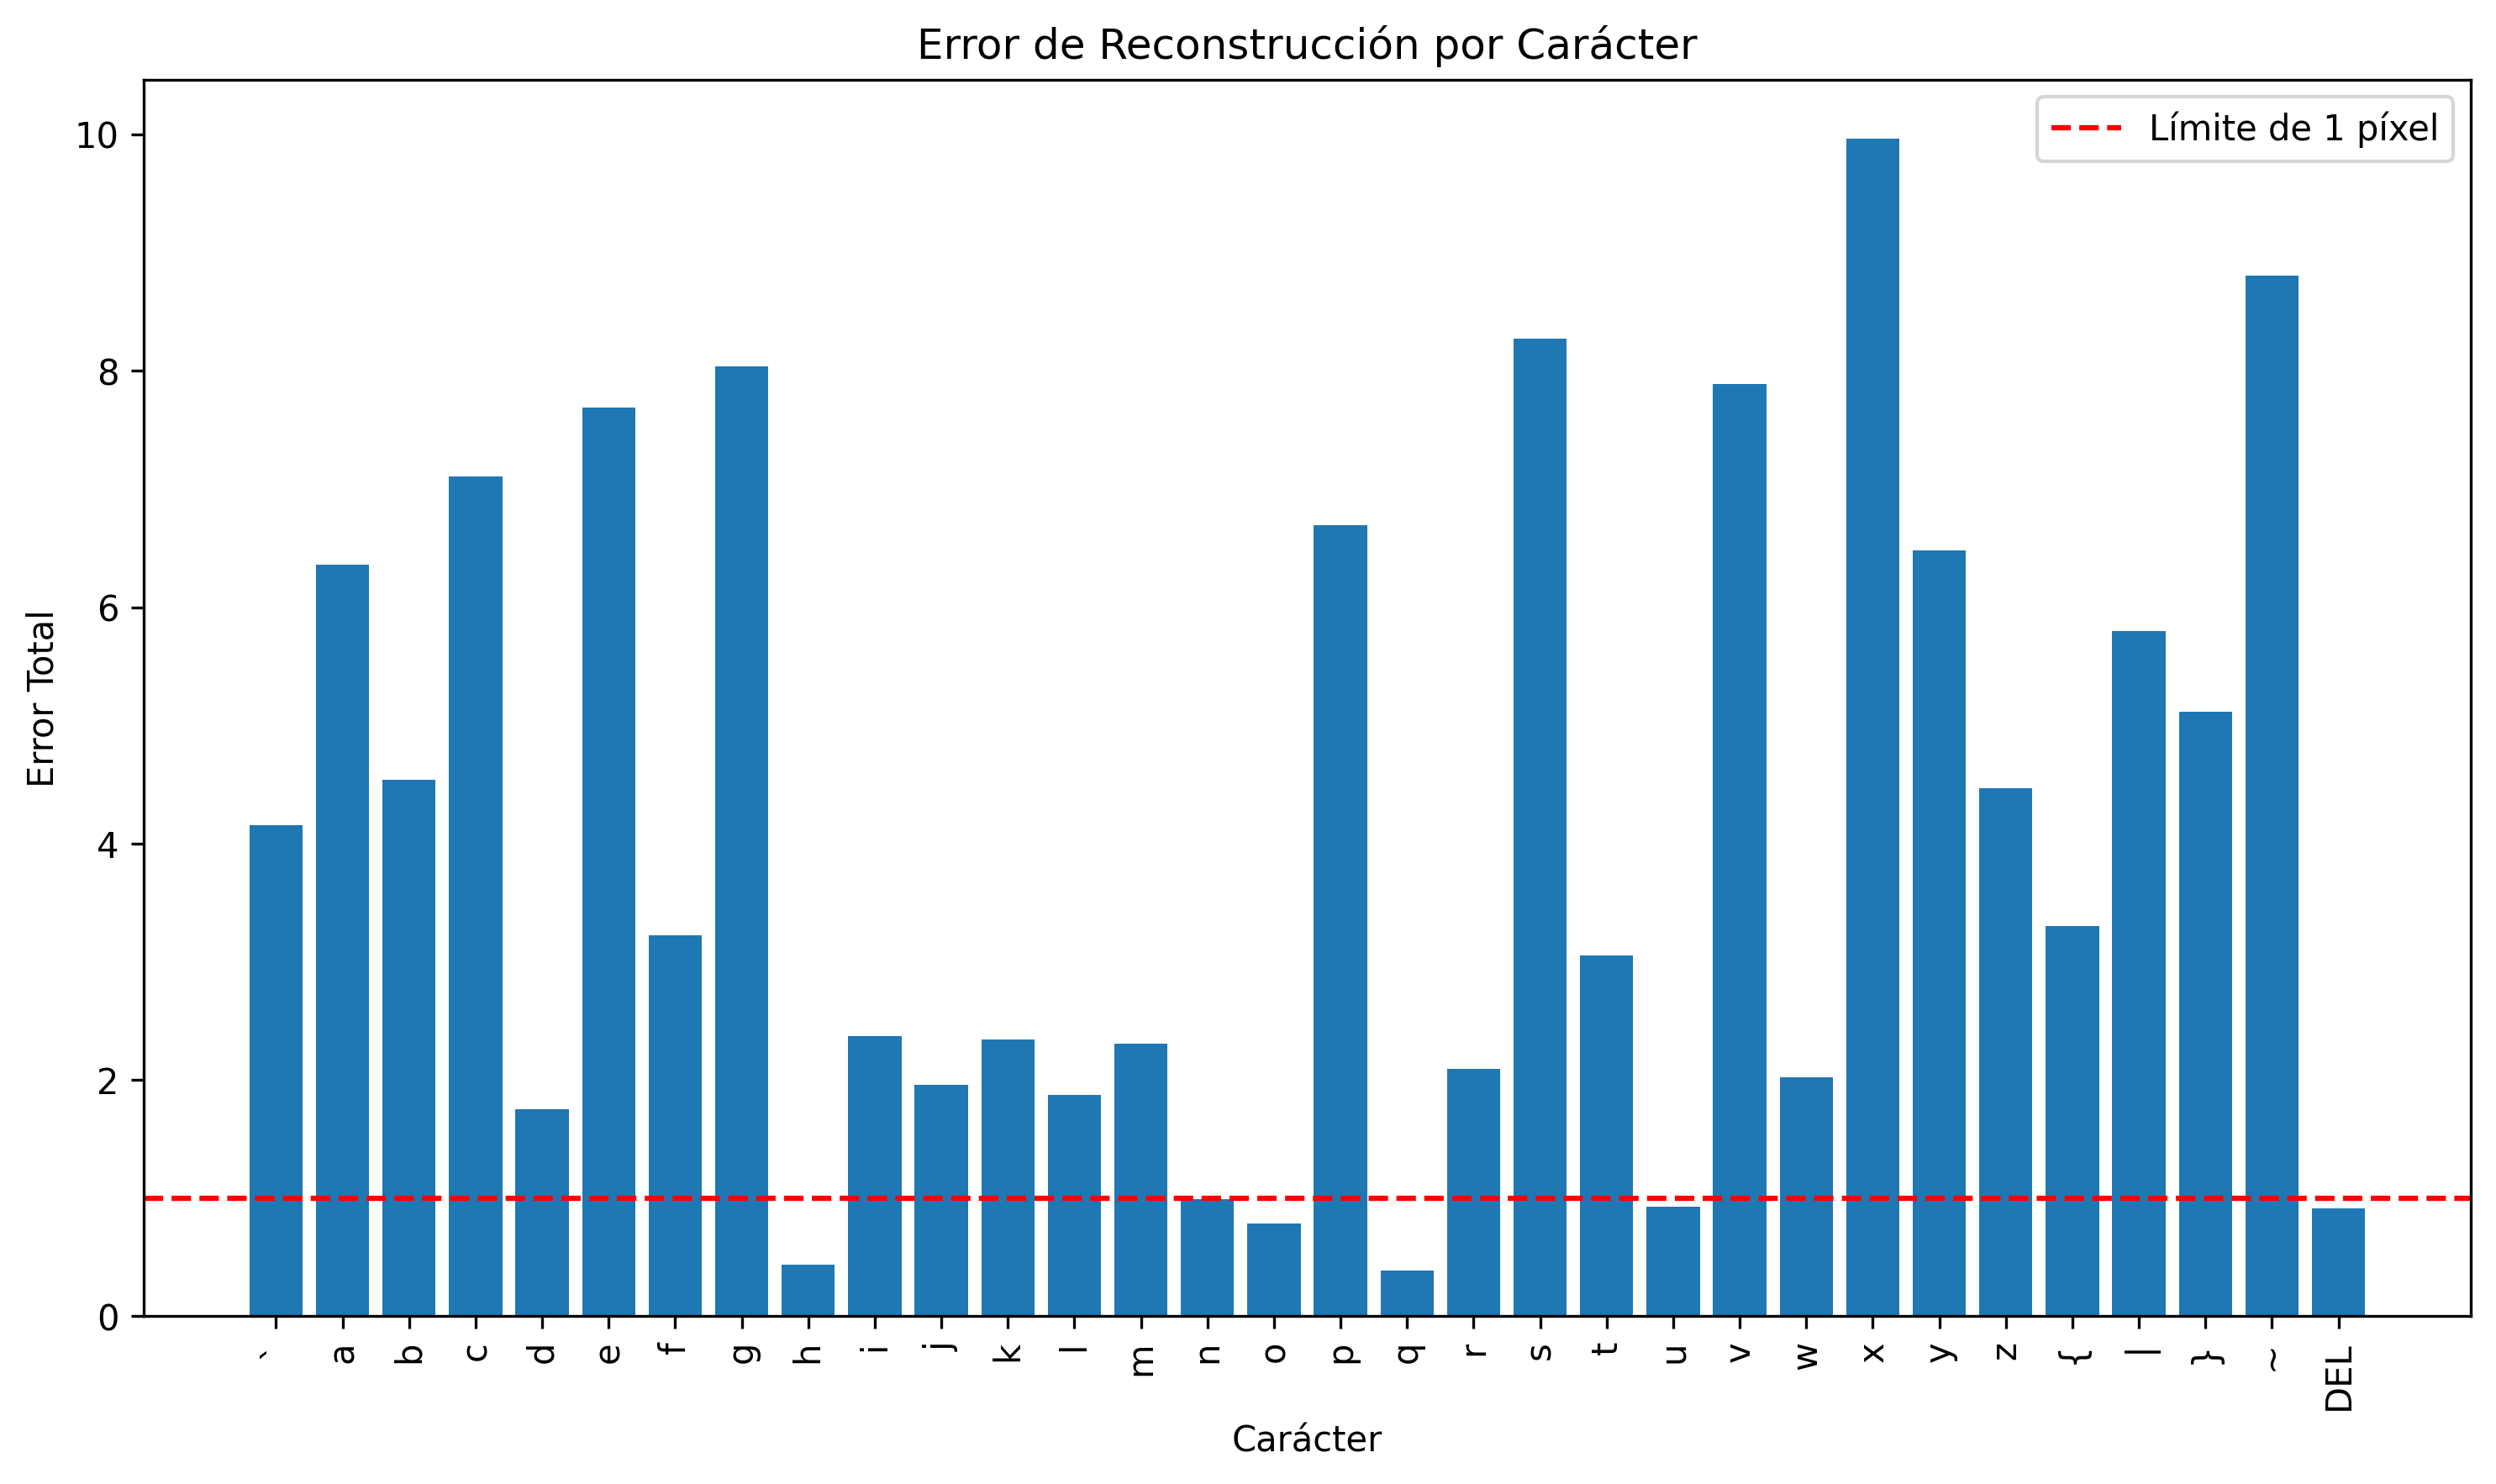 Error de Reconstrucción por Carácter
Límite de 1 píxel
Error Total
10
8
6
4
2
0
` a b c d e f g h i j k l m n o p q r s t u v w x y z { | } ~ DEL
Carácter